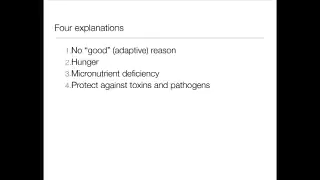 Four explanations
1. No “good” (adaptive) reason
2. Hunger
3. Micronutrient deficiency
4. Protect against toxins and pathogens